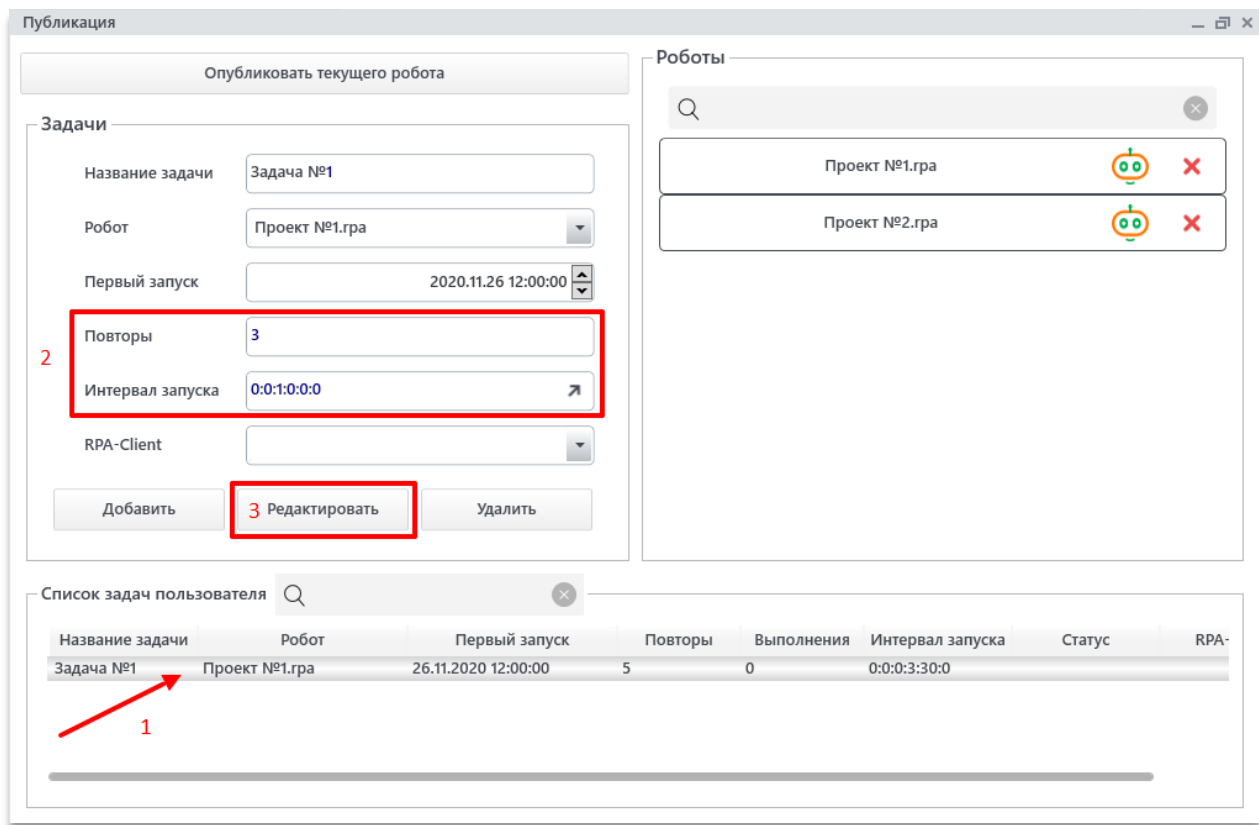 Публикация
Опубликовать текущего робота
Задачи
Название задачи Задача №1
Робот Проект №1.rpa
Первый запуск 2020.11.26 12:00:00
2
Повторы 3
Интервал запуска 0:0:1:0:0:0
RPA-Client
Добавить 3 Редактировать Удалить
Роботы
Проект №1.rpa
Проект №2.rpa
Список задач пользователя
Название задачи Робот Первый запуск Повторы Выполнения Интервал запуска Статус RPA-
Задача №1 Проект №1.rpa 26.11.2020 12:00:00 5 0 0:0:0:3:30:0
1